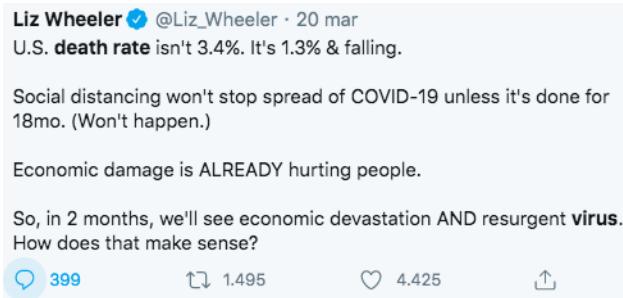 Liz Wheeler @Liz_Wheeler · 20 mar
U.S. death rate isn't 3.4%. It's 1.3% & falling.
Social distancing won't stop spread of COVID-19 unless it's done for
18mo. (Won't happen.)
Economic damage is ALREADY hurting people.
So, in 2 months, we'll see economic devastation AND resurgent virus.
How does that make sense?
399 1.495 4.425